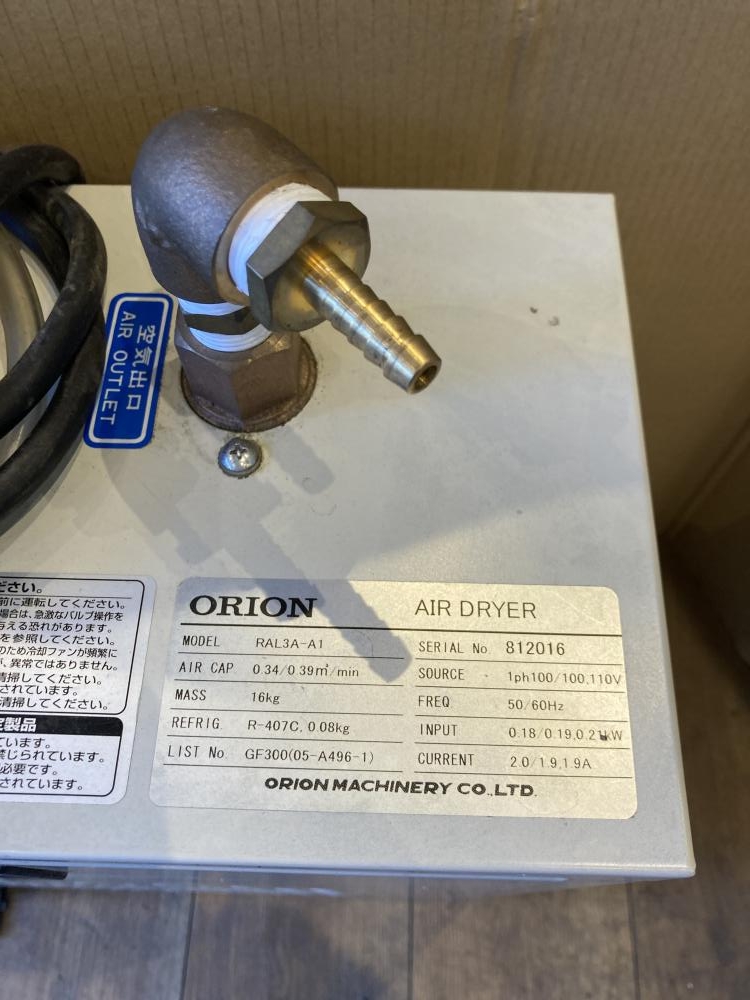 空気出口
AIR OUTLET
ださい。
前に運転してください。
場合は、急激なバルブ操作を
与える恐れがあります。
を参照してください。
のため冷却ファンが頻繁に
が、異常ではありません。
清掃してください。
されています。
清掃してください。
定製品
ています。
禁じられています。
必要です。
されています。
ORION AIR DRYER
MODEL RAL3A-A1 SERIAL No 812016
AIR CAP 0.34/0.39m³/min SOURCE 1ph100/100,110V
MASS 16kg FREQ 50/60Hz
REFRIG. R-407C, 0.08kg INPUT 0.18/0.19,0.21kW
LIST No. GF300(05-A496-1) CURRENT 2.0/1.9,1.9A
ORION MACHINERY CO.,LTD.